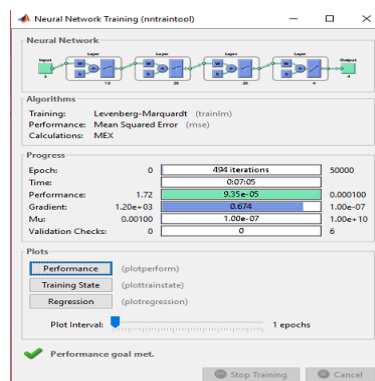 Neural Network Training (nntraintool)
Neural Network
Layer Layer Layer Layer
Input Output
W W W W
b b b b
10 20 20 4 4
Algorithms
Training: Levenberg-Marquardt (trainlm)
Performance: Mean Squared Error (mse)
Calculations: MEX
Progress
Epoch: 0 494 iterations 50000
Time: 0:07:05
Performance: 1.72 9.35e-05 0.000100
Gradient: 1.20e+03 0.674 1.00e-07
Mu: 0.00100 1.00e-07 1.00e+10
Validation Checks: 0 0 6
Plots
Performance (plotperform)
Training State (plottrainstate)
Regression (plotregression)
Plot Interval: 1 epochs
Performance goal met.
Stop Training Cancel